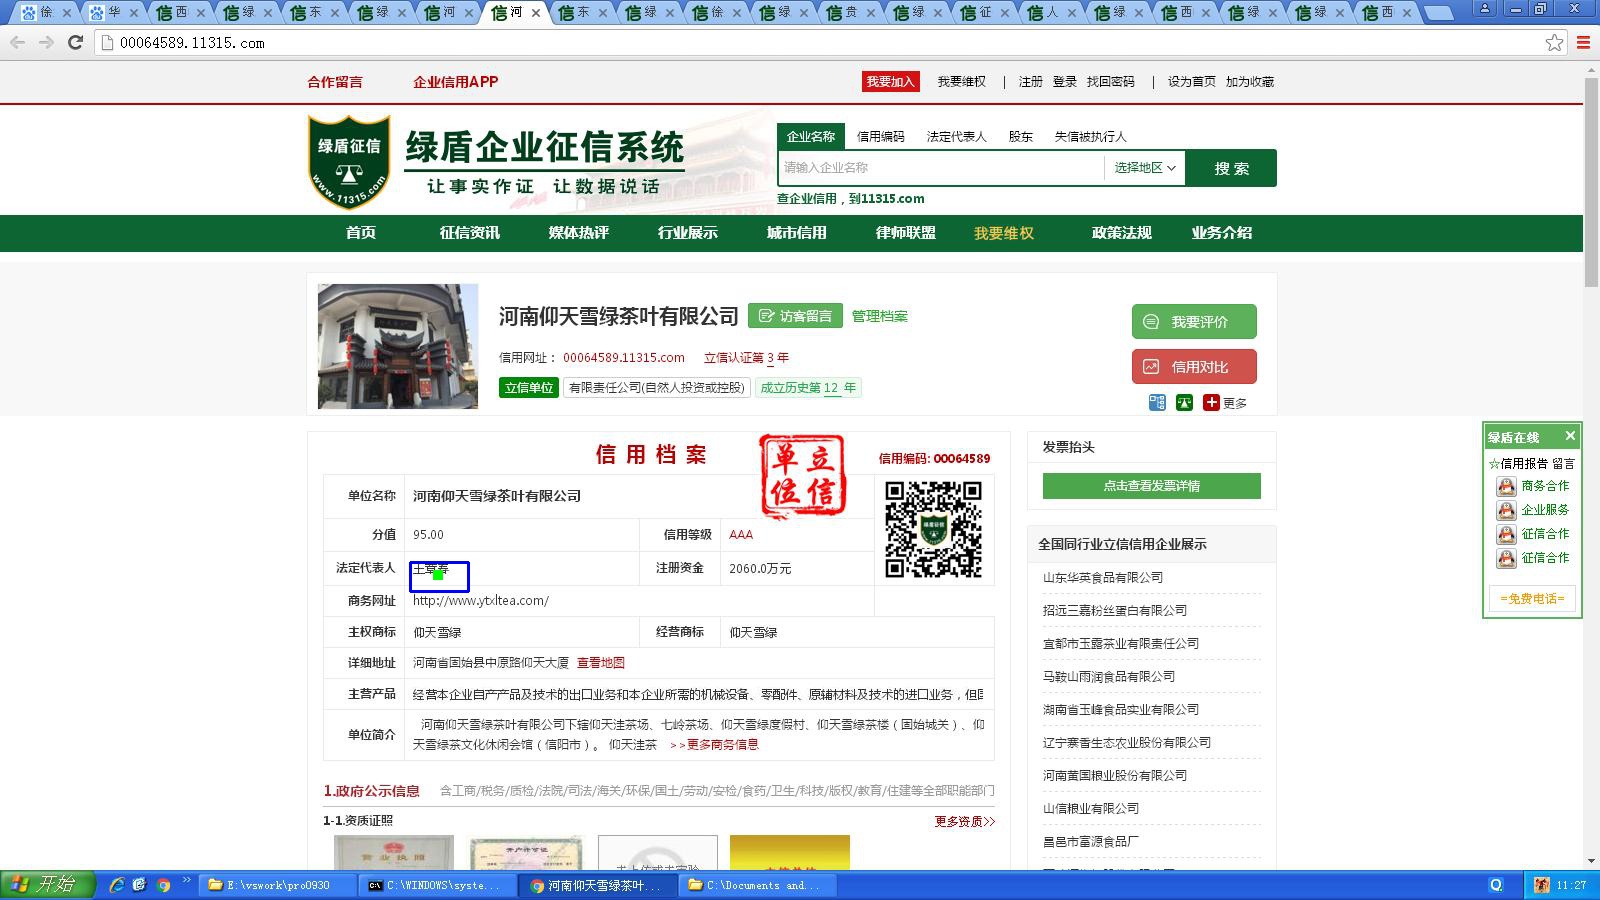 徐
华
西
绿
东
绿
河
河
东
绿
徐
绿
贵
绿
征
人
绿
西
绿
绿
西
00064589.11315.com
合作留言 企业信用APP
我要加入 我要维权 | 注册 登录 找回密码 | 设为首页 加为收藏
绿盾征信
www.11315.com
绿盾企业征信系统
让事实作证 让数据说话
企业名称 信用编码 法定代表人 股东 失信被执行人
请输入企业名称 选择地区 搜 索
查企业信用，到11315.com
首页 征信资讯 媒体热评 行业展示 城市信用 律师联盟 我要维权 政策法规 业务介绍
河南仰天雪绿茶叶有限公司 访客留言 管理档案
信用网址： 00064589.11315.com 立信认证第 3 年
立信单位 有限责任公司(自然人投资或控股) 成立历史第 12 年
我要评价
信用对比
更多
信 用 档 案
立信单位
信用编码: 00064589
单位名称 河南仰天雪绿茶叶有限公司
分值 95.00 信用等级 AAA
法定代表人 注册资金 2060.0万元
商务网址 http://www.ytxltea.com/
主权商标 仰天雪绿 经营商标 仰天雪绿
详细地址 河南省固始县中原路仰天大厦 查看地图
主营产品 经营本企业自产产品及技术的出口业务和本企业所需的机械设备、零配件、原辅材料及技术的进口业务，但
单位简介 河南仰天雪绿茶叶有限公司下辖仰天洼茶场、七岭茶场、仰天雪绿度假村、仰天雪绿茶楼（固始城关）、仰
天雪绿茶文化休闲会馆（信阳市）。 仰天洼茶 >>更多商务信息
1.政府公示信息 含工商/税务/质检/法院/司法/海关/环保/国土/劳动/安检/食药/卫生/科技/版权/教育/住建等全部职能部门
1-1.资质证照 更多资质>>
营业执照
开户许可证
发票抬头
点击查看发票详情
全国同行业立信信用企业展示
山东华英食品有限公司
招远三嘉粉丝蛋白有限公司
宜都市玉露茶业有限责任公司
马鞍山雨润食品有限公司
湖南省玉峰食品实业有限公司
辽宁寨香生态农业股份有限公司
河南黄国粮业股份有限公司
山信粮业有限公司
昌邑市富源食品厂
绿盾在线
☆信用报告 留言
商务合作
企业服务
征信合作
征信合作
=免费电话=
开始
E:\vswork\pro0930
C:\WINDOWS\syste...
河南仰天雪绿茶叶...
C:\Documents and...
11:27